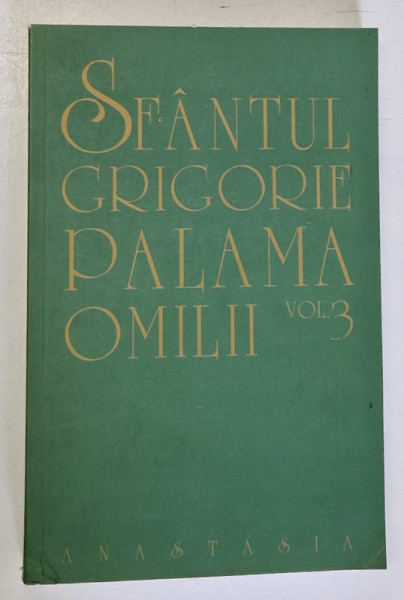 SFÂNTUL
GRIGORIE
PALAMA
OMILII VOL.3
ANASTASIA